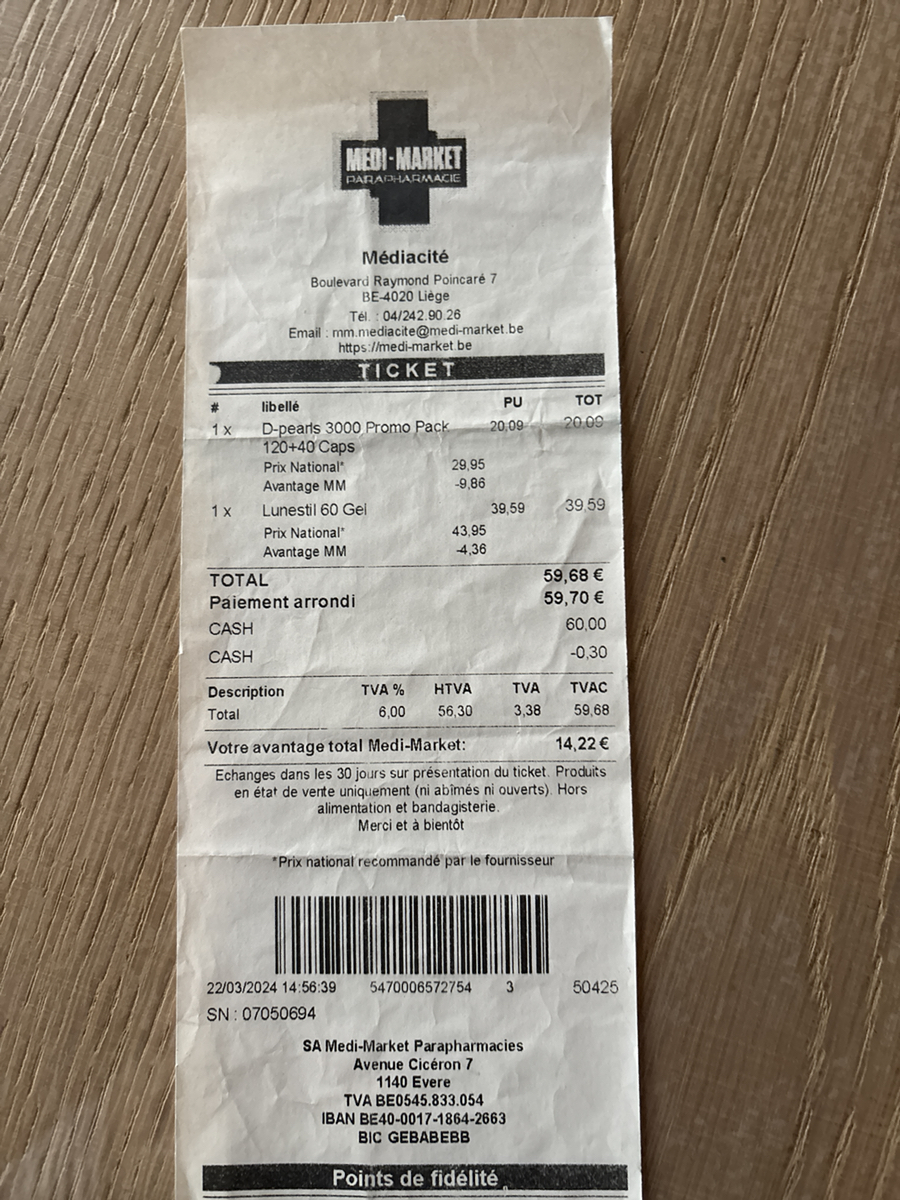 MEDI-MARKET
PARAPHARMACIE
Médiacité
Boulevard Raymond Poincaré 7
BE-4020 Liège
Tél. : 04/242.90.26
Email : mm.mediacite@medi-market.be
https://medi-market.be
TICKET
# libellé PU TOT
1 x D-pearls 3000 Promo Pack 20,09 20,09
120+40 Caps
Prix National* 29,95
Avantage MM -9,86
1 x Lunestil 60 Gel 39,59 39,59
Prix National* 43,95
Avantage MM -4,36
TOTAL 59,68 €
Paiement arrondi 59,70 €
CASH 60,00
CASH -0,30
Description TVA % HTVA TVA TVAC
Total 6,00 56,30 3,38 59,68
Votre avantage total Medi-Market: 14,22 €
Echanges dans les 30 jours sur présentation du ticket. Produits
en état de vente uniquement (ni abîmés ni ouverts). Hors
alimentation et bandagisterie.
Merci et à bientôt
*Prix national recommandé par le fournisseur
22/03/2024 14:56:39 5470006572754 3 50425
SN : 07050694
SA Medi-Market Parapharmacies
Avenue Cicéron 7
1140 Evere
TVA BE0545.833.054
IBAN BE40-0017-1864-2663
BIC GEBABEBB
Points de fidélité